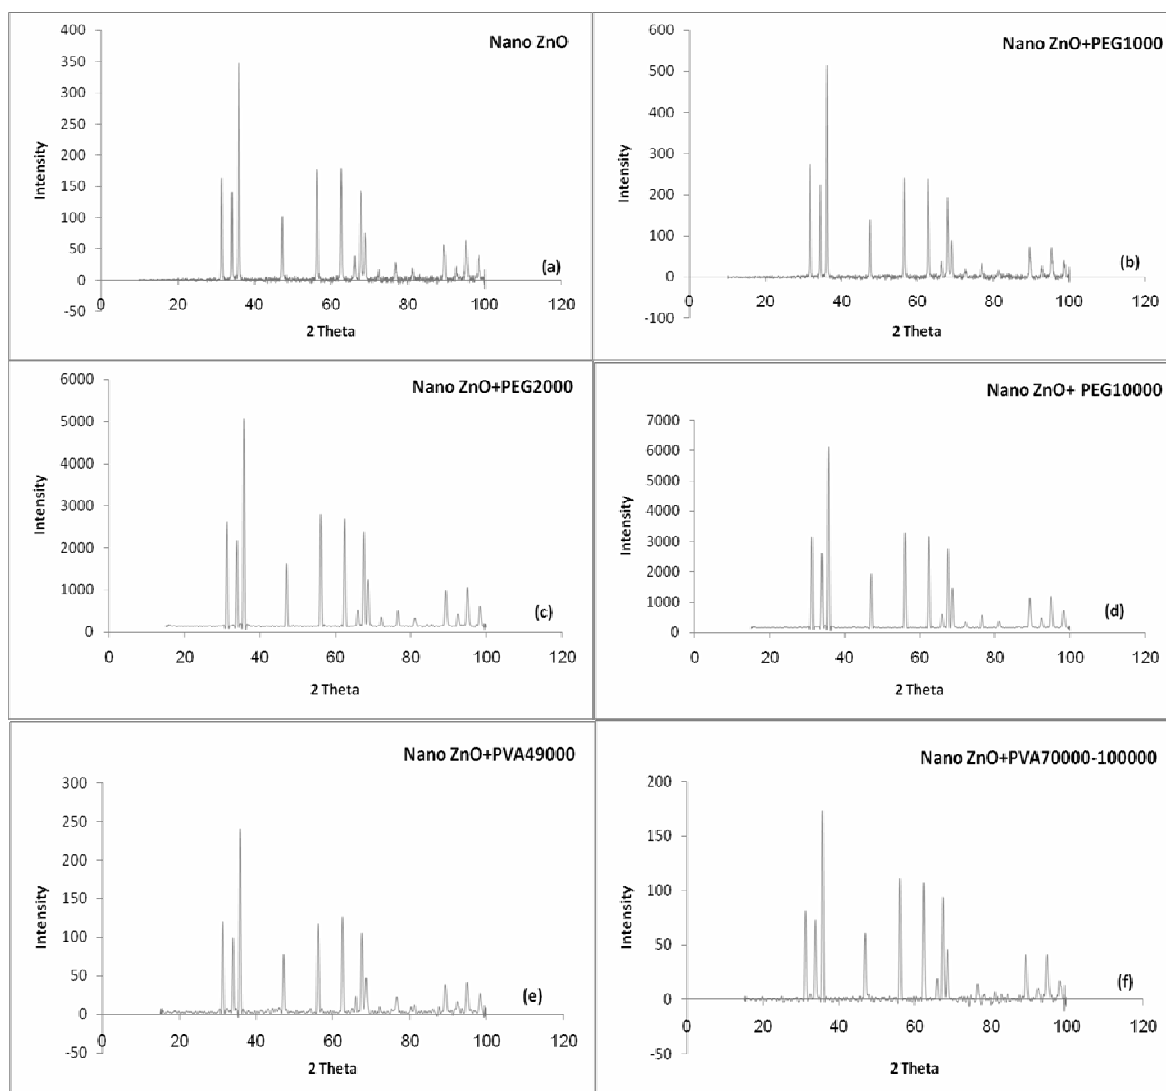 Nano ZnO
400
350
300
250
200
150
100
50
0
-50
Intensity
0 20 40 60 80 100 120
2 Theta
(a)
Nano ZnO+PEG1000
600
500
400
300
200
100
0
-100
Intensity
0 20 40 60 80 100 120
2 Theta
(b)
Nano ZnO+PEG2000
6000
5000
4000
3000
2000
1000
0
Intensity
0 20 40 60 80 100 120
2 Theta
(c)
Nano ZnO+ PEG10000
7000
6000
5000
4000
3000
2000
1000
0
Intensity
0 20 40 60 80 100 120
2 Theta
(d)
Nano ZnO+PVA49000
300
250
200
150
100
50
0
-50
Intensity
0 20 40 60 80 100 120
2 Theta
(e)
Nano ZnO+PVA70000-100000
200
150
100
50
0
-50
Intensity
0 20 40 60 80 100 120
2 Theta
(f)